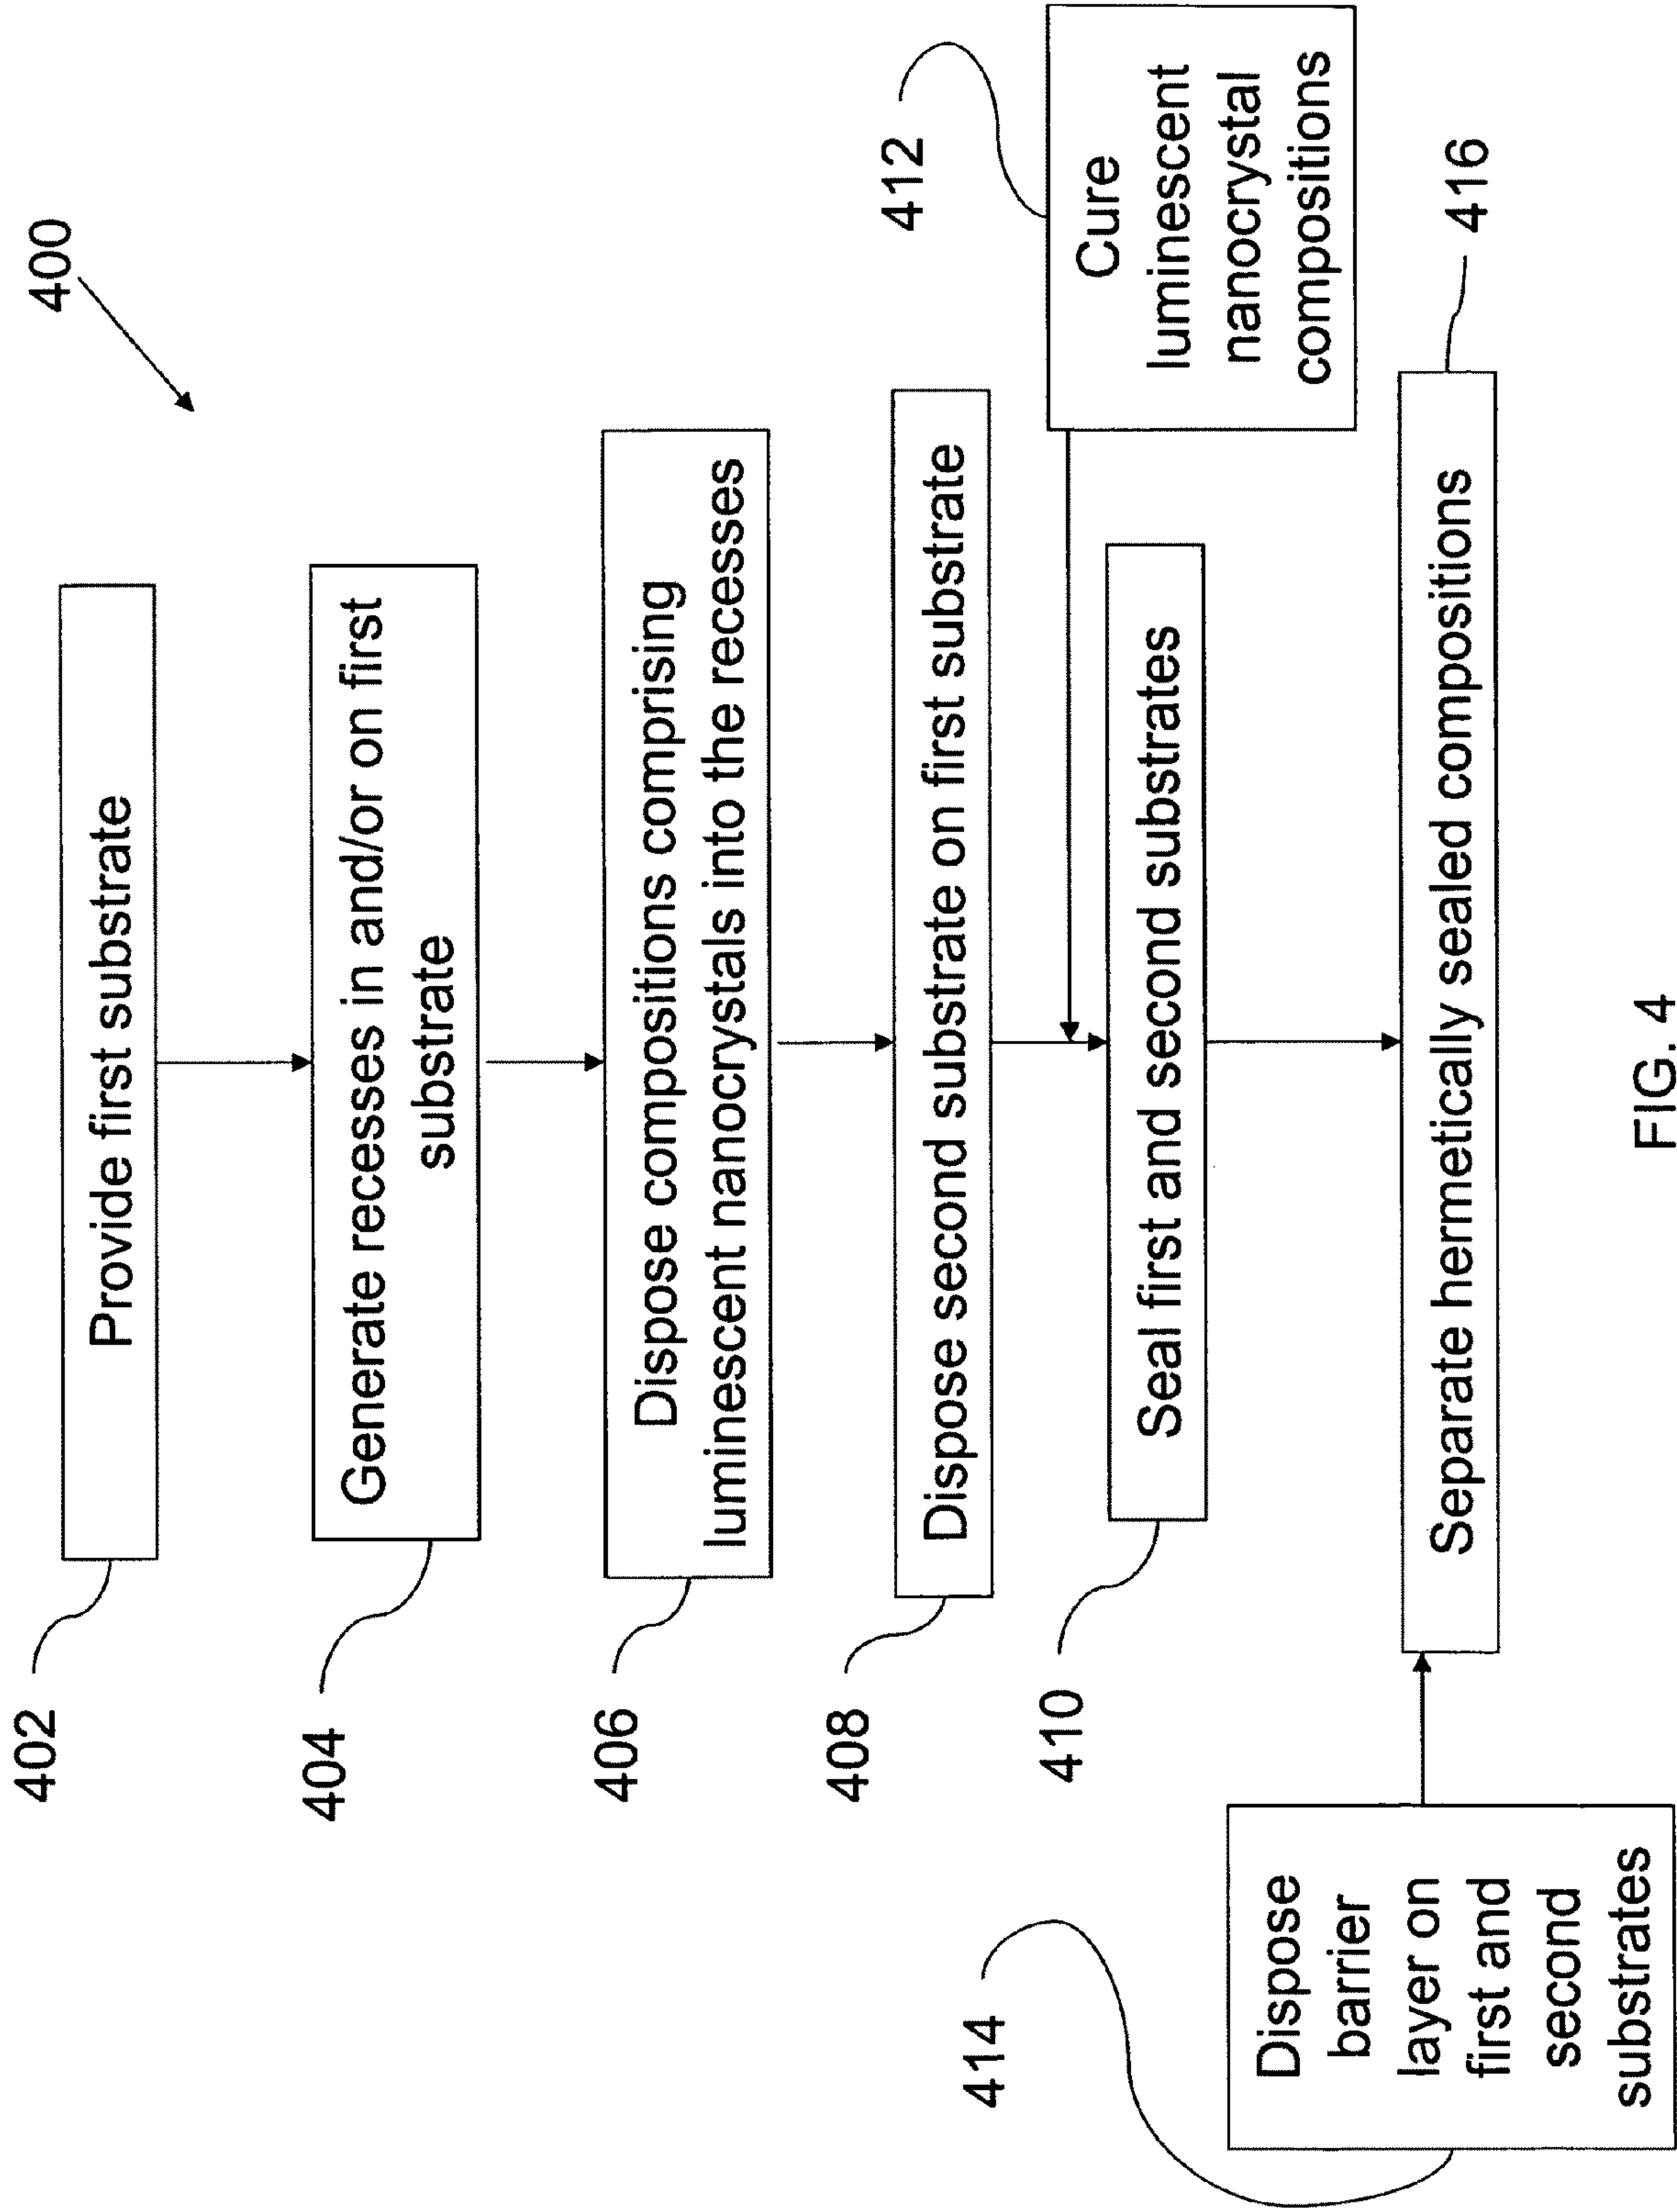 400
402
Provide first substrate
404
Generate recesses in and/or on first
substrate
406
Dispose compositions comprising
luminescent nanocrystals into the recesses
408
Dispose second substrate on first substrate
412
Cure
luminescent
nanocrystal
compositions
410
Seal first and second substrates
414
Dispose
barrier
layer on
first and
second
substrates
416
Separate hermetically sealed compositions
FIG. 4